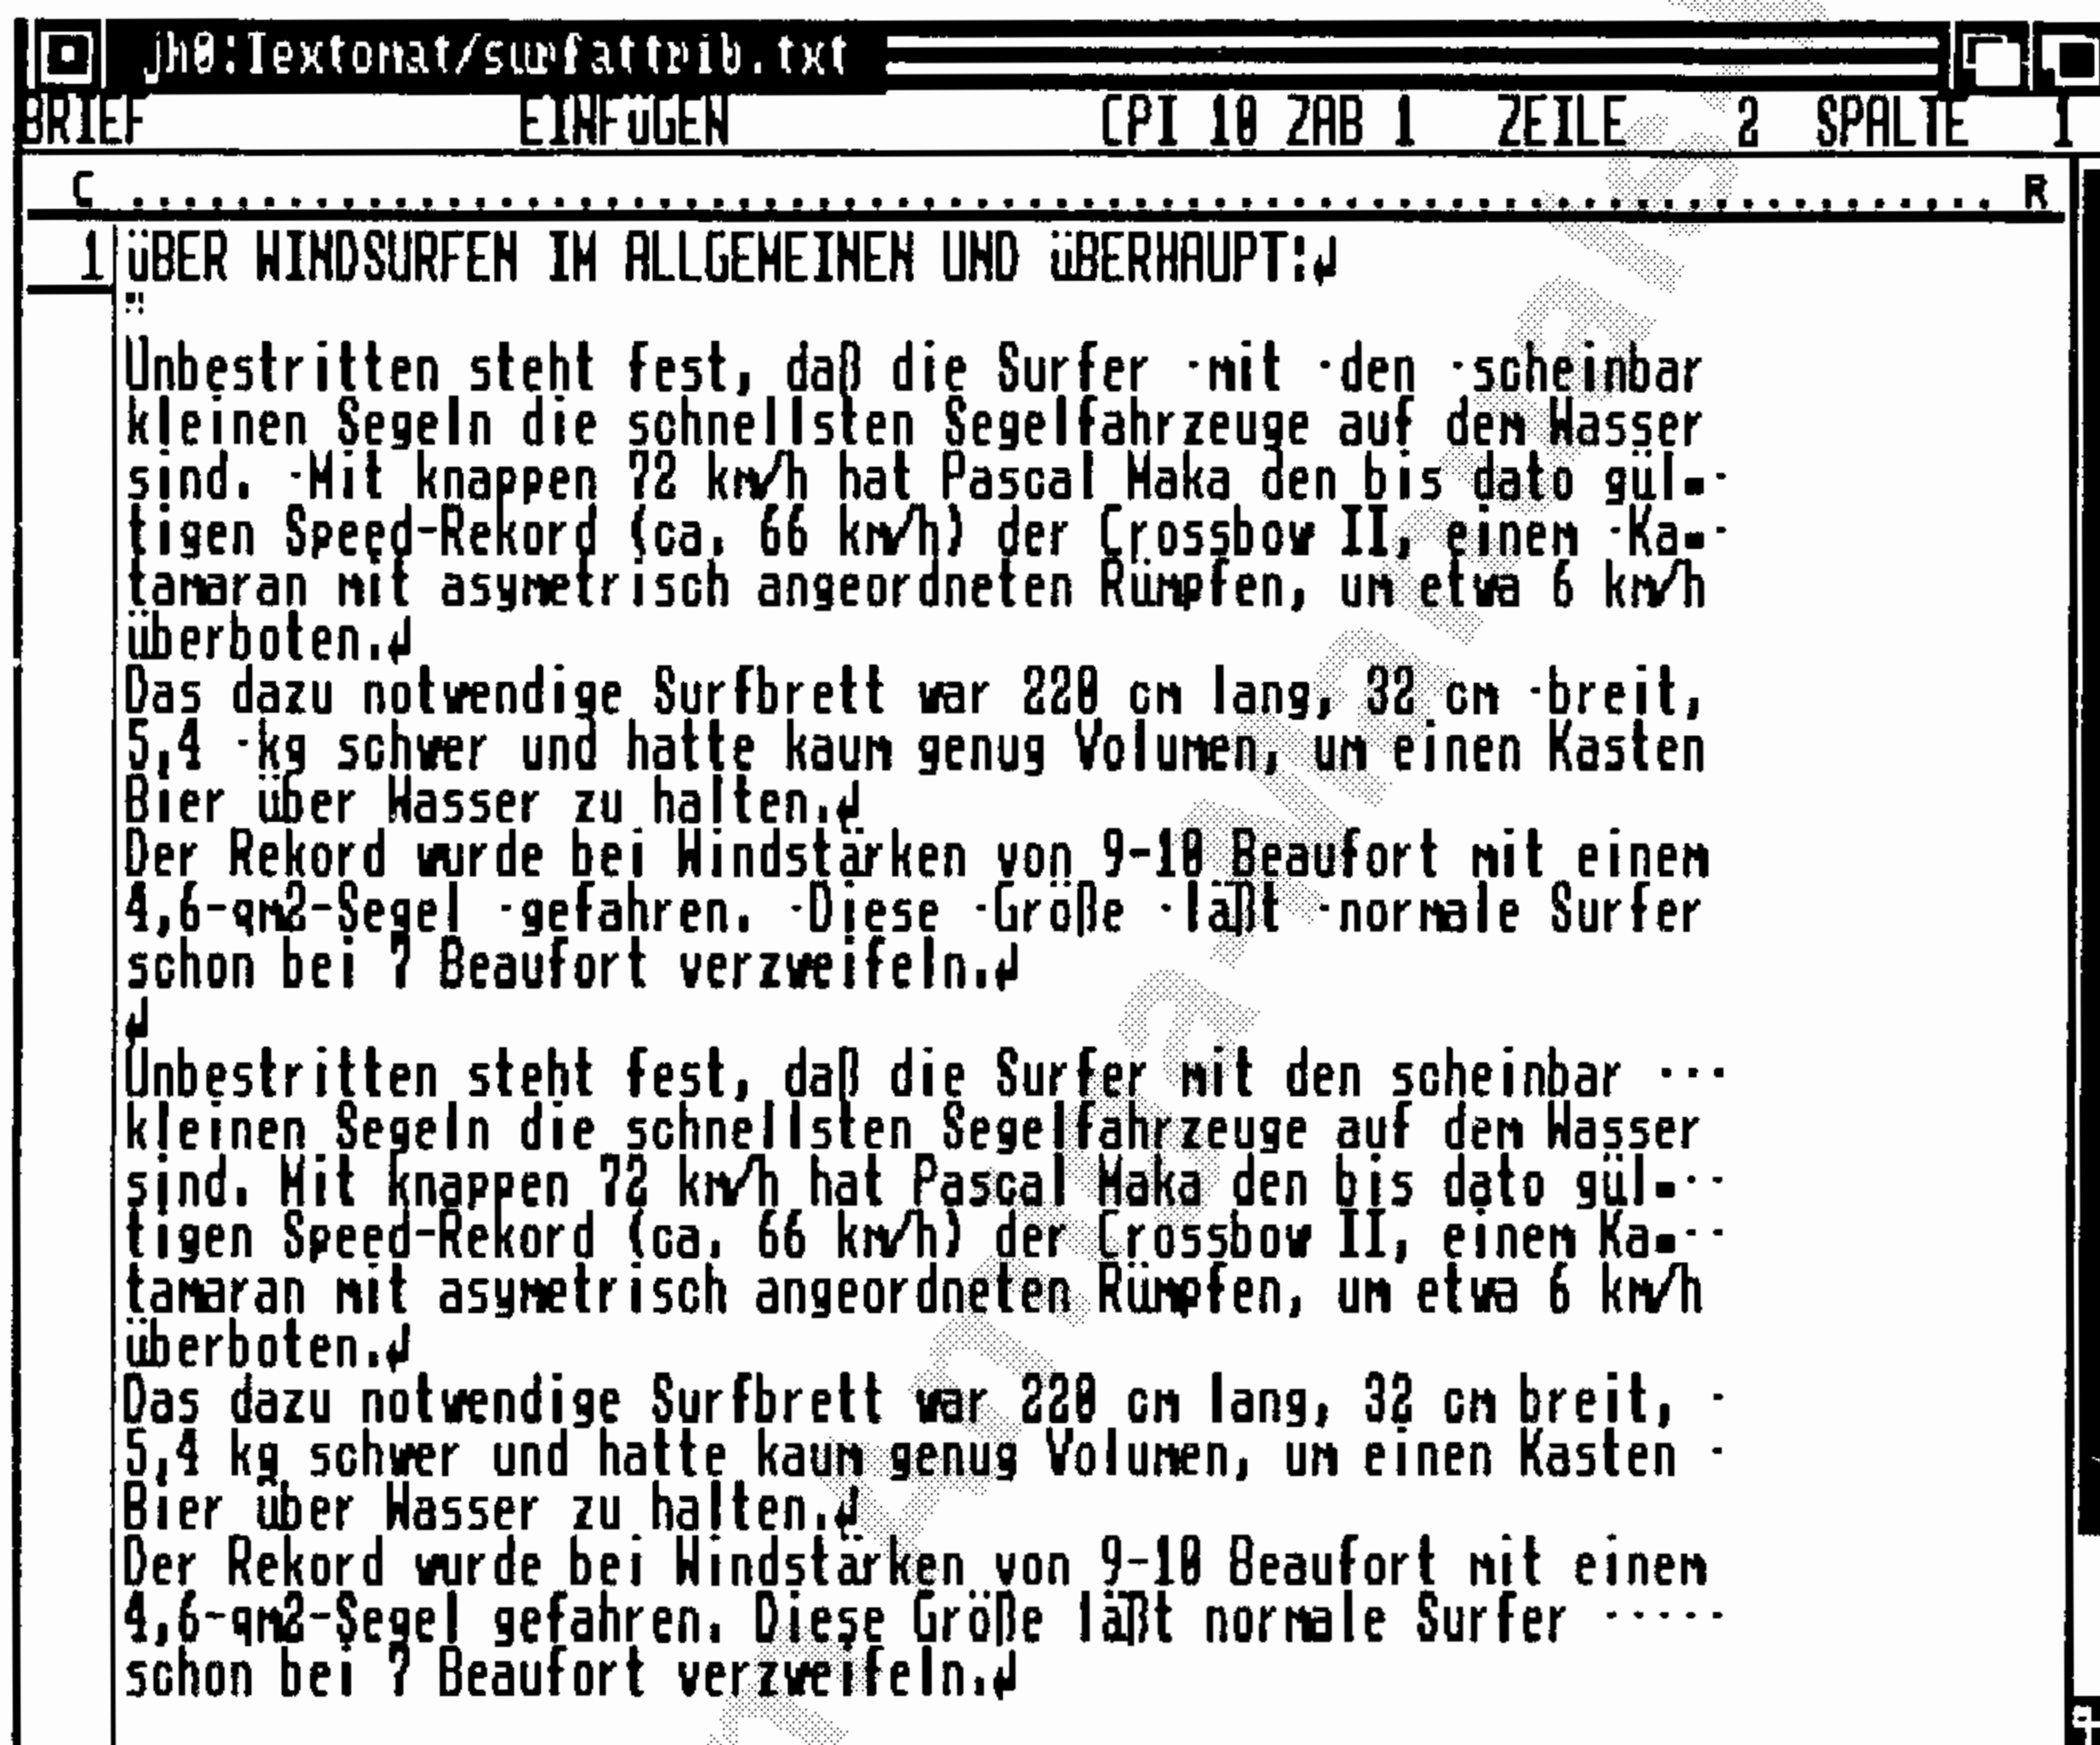 jh0:Textomat/surfattrib.txt
BRIEF EINFüGEN CPI 10 ZAB 1 ZEILE 2 SPALTE 1
C ....................................................................... R
1 üBER WINDSURFEN IM ALLGEMEINEN UND üBERHAUPT!↲
Unbestritten steht fest, daß die Surfer ·mit ·den ·scheinbar
kleinen Segeln die schnellsten Segelfahrzeuge auf dem Wasser
sind. ·Mit knappen 72 km/h hat Pascal Maka den bis dato gül-·
tigen Speed-Rekord (ca. 66 km/h) der Crossbow II, einem ·Ka-·
tamaran mit asymetrisch angeordneten Rümpfen, um etwa 6 km/h
überboten.↲
Das dazu notwendige Surfbrett war 220 cm lang, 32 cm ·breit,
5,4 ·kg schwer und hatte kaum genug Volumen, um einen Kasten
Bier über Wasser zu halten.↲
Der Rekord wurde bei Windstärken von 9-10 Beaufort mit einem
4,6-qm2-Segel ·gefahren. ·Diese ·Größe ·läßt ·normale Surfer
schon bei 7 Beaufort verzweifeln.↲
↲
Unbestritten steht fest, daß die Surfer mit den scheinbar ···
kleinen Segeln die schnellsten Segelfahrzeuge auf dem Wasser
sind. Mit knappen 72 km/h hat Pascal Maka den bis dato gül-··
tigen Speed-Rekord (ca. 66 km/h) der Crossbow II, einem Ka-··
tamaran mit asymetrisch angeordneten Rümpfen, um etwa 6 km/h
überboten.↲
Das dazu notwendige Surfbrett war 220 cm lang, 32 cm breit, ·
5,4 kg schwer und hatte kaum genug Volumen, um einen Kasten ·
Bier über Wasser zu halten.↲
Der Rekord wurde bei Windstärken von 9-10 Beaufort mit einem
4,6-qm2-Segel gefahren. Diese Größe läßt normale Surfer ·····
schon bei 7 Beaufort verzweifeln.↲